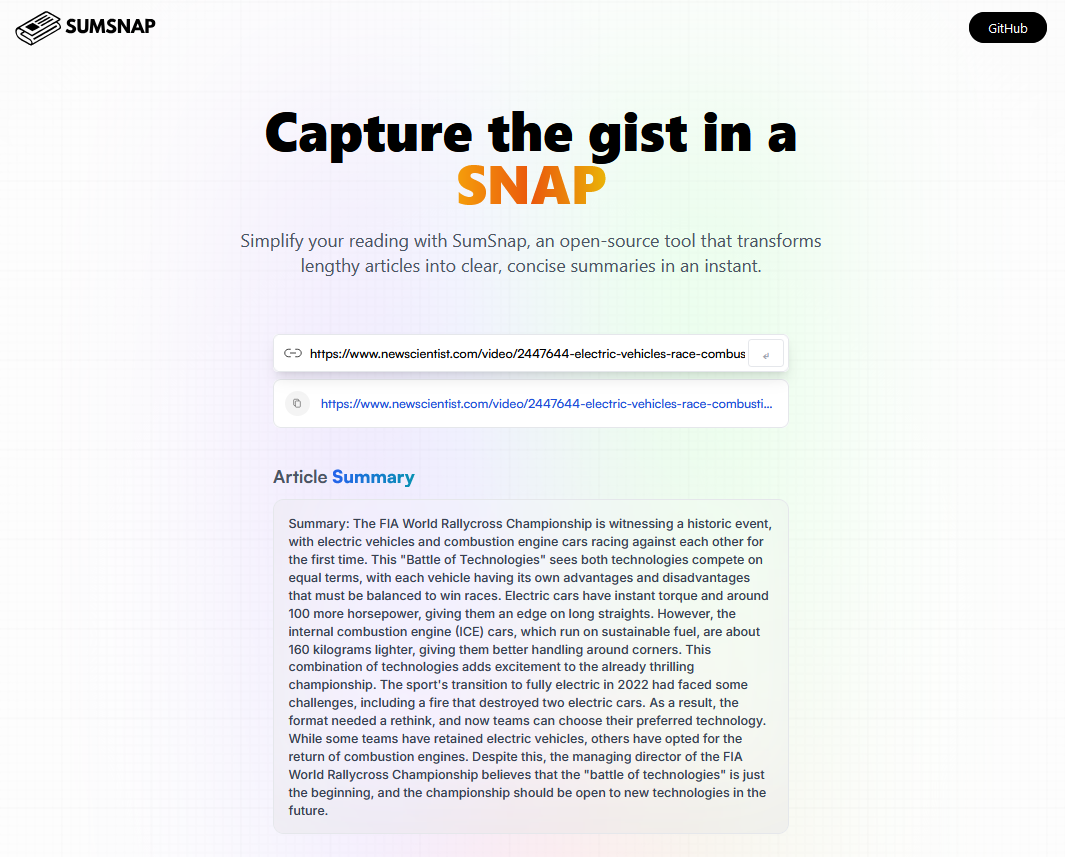 SUMSNAP
GitHub
Capture the gist in a
SNAP
Simplify your reading with SumSnap, an open-source tool that transforms
lengthy articles into clear, concise summaries in an instant.
https://www.newscientist.com/video/2447644-electric-vehicles-race-combus
https://www.newscientist.com/video/2447644-electric-vehicles-race-combusti...
Article Summary
Summary: The FIA World Rallycross Championship is witnessing a historic event,
with electric vehicles and combustion engine cars racing against each other for
the first time. This "Battle of Technologies" sees both technologies compete on
equal terms, with each vehicle having its own advantages and disadvantages
that must be balanced to win races. Electric cars have instant torque and around
100 more horsepower, giving them an edge on long straights. However, the
internal combustion engine (ICE) cars, which run on sustainable fuel, are about
160 kilograms lighter, giving them better handling around corners. This
combination of technologies adds excitement to the already thrilling
championship. The sport's transition to fully electric in 2022 had faced some
challenges, including a fire that destroyed two electric cars. As a result, the
format needed a rethink, and now teams can choose their preferred technology.
While some teams have retained electric vehicles, others have opted for the
return of combustion engines. Despite this, the managing director of the FIA
World Rallycross Championship believes that the "battle of technologies" is just
the beginning, and the championship should be open to new technologies in the
future.